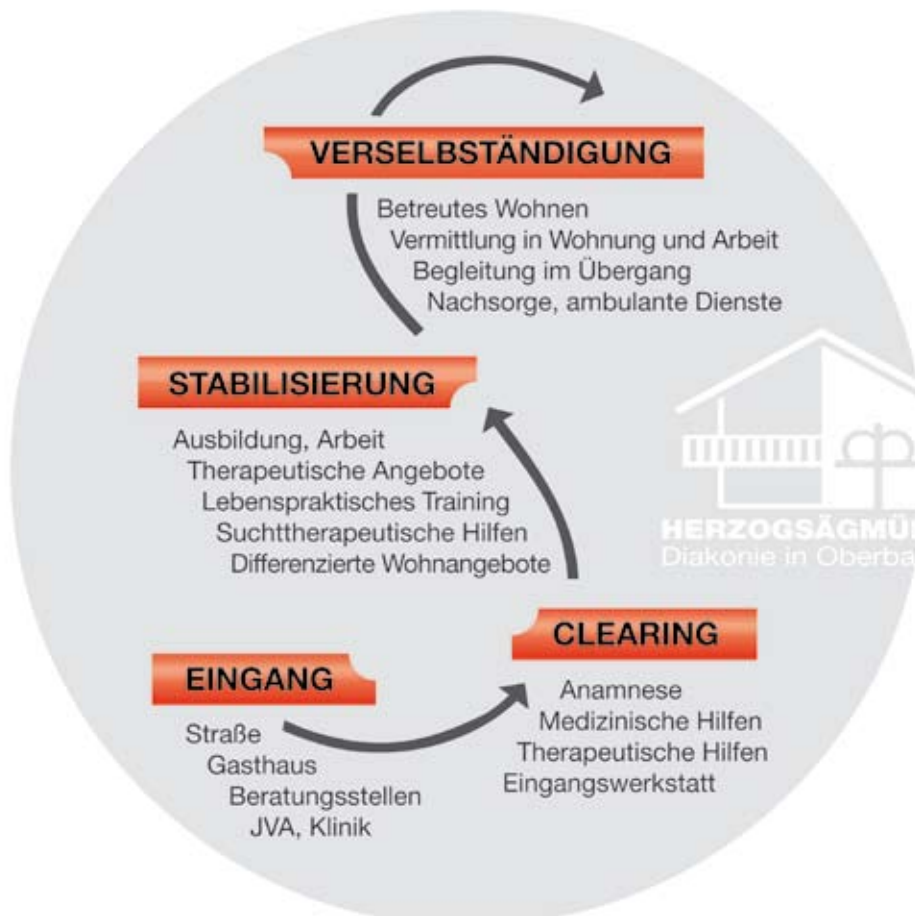 VERSELBSTÄNDIGUNG
Betreutes Wohnen
Vermittlung in Wohnung und Arbeit
Begleitung im Übergang
Nachsorge, ambulante Dienste
STABILISIERUNG
Ausbildung, Arbeit
Therapeutische Angebote
Lebenspraktisches Training
Suchttherapeutische Hilfen
Differenzierte Wohnangebote
HERZOGSÄGMÜ
Diakonie in Oberba
CLEARING
Anamnese
Medizinische Hilfen
Therapeutische Hilfen
Eingangswerkstatt
EINGANG
Straße
Gasthaus
Beratungsstellen
JVA, Klinik